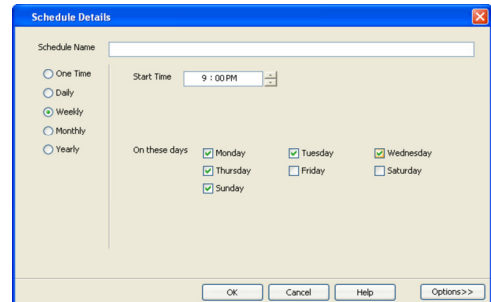 Schedule Details
Schedule Name
One Time
Start Time 9 : 00 PM
Daily
Weekly
Monthly
Yearly
On these days Monday Tuesday Wednesday
Thursday Friday Saturday
Sunday
OK Cancel Help Options>>